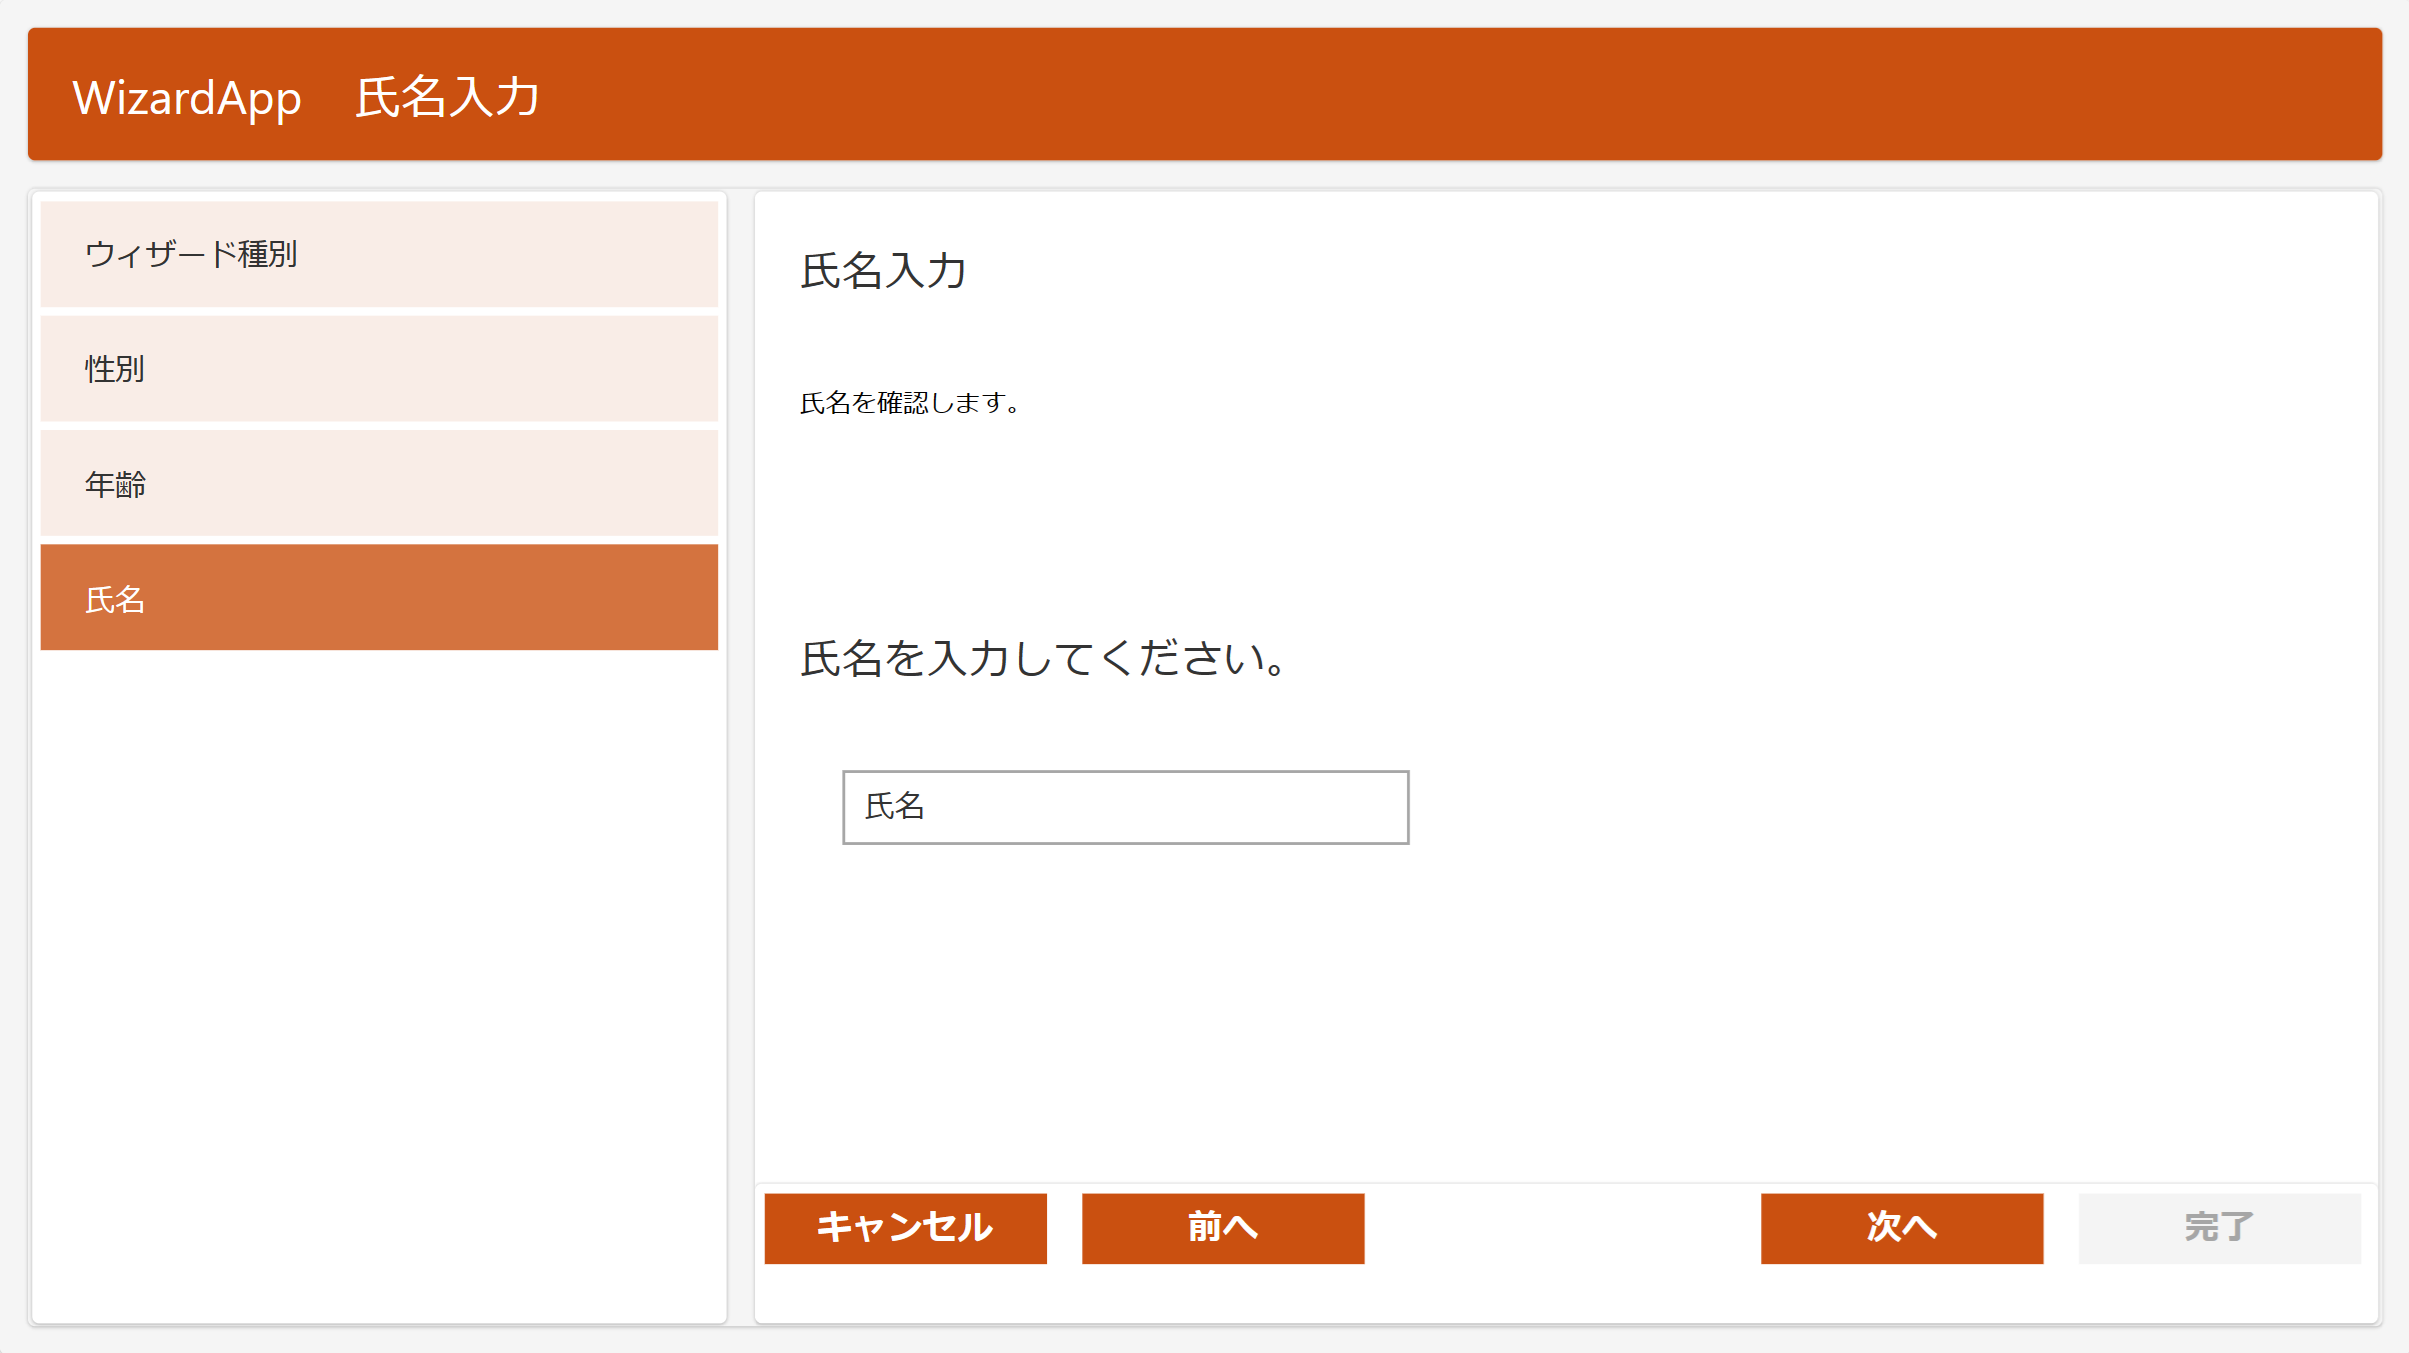 WizardApp 氏名入力
ウィザード種別
性別
年齢
氏名
氏名入力
氏名を確認します。
氏名を入力してください。
氏名
キャンセル 前へ 次へ 完了